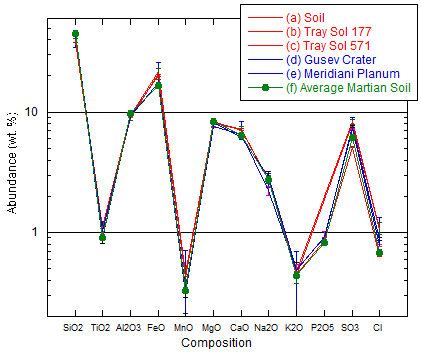 (a) Soil
(b) Tray Sol 177
(c) Tray Sol 571
(d) Gusev Crater
(e) Meridiani Planum
(f) Average Martian Soil
Abundance (wt. %)
10
1
SiO2 TiO2 Al2O3 FeO MnO MgO CaO Na2O K2O P2O5 SO3 Cl
Composition